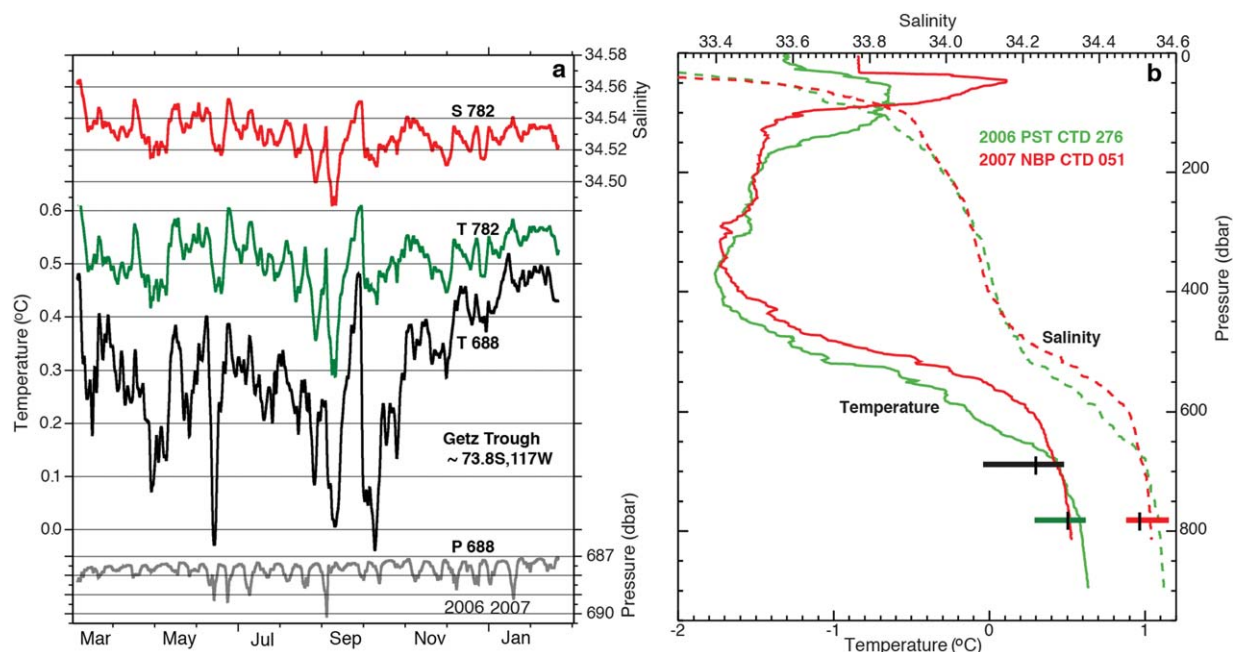 a
34.58
34.56
34.54
34.52
34.50
Salinity
S 782
0.6
0.5
0.4
0.3
0.2
0.1
0.0
Temperature (ºC)
T 782
T 688
Getz Trough
~ 73.8S,117W
P 688
687
690
Pressure (dbar)
2006 2007
Mar May Jul Sep Nov Jan
Salinity
33.4 33.6 33.8 34.0 34.2 34.4 34.6
b
0
200
400
600
800
Pressure (dbar)
2006 PST CTD 276
2007 NBP CTD 051
Salinity
Temperature
-2 -1 0 1
Temperature (ºC)